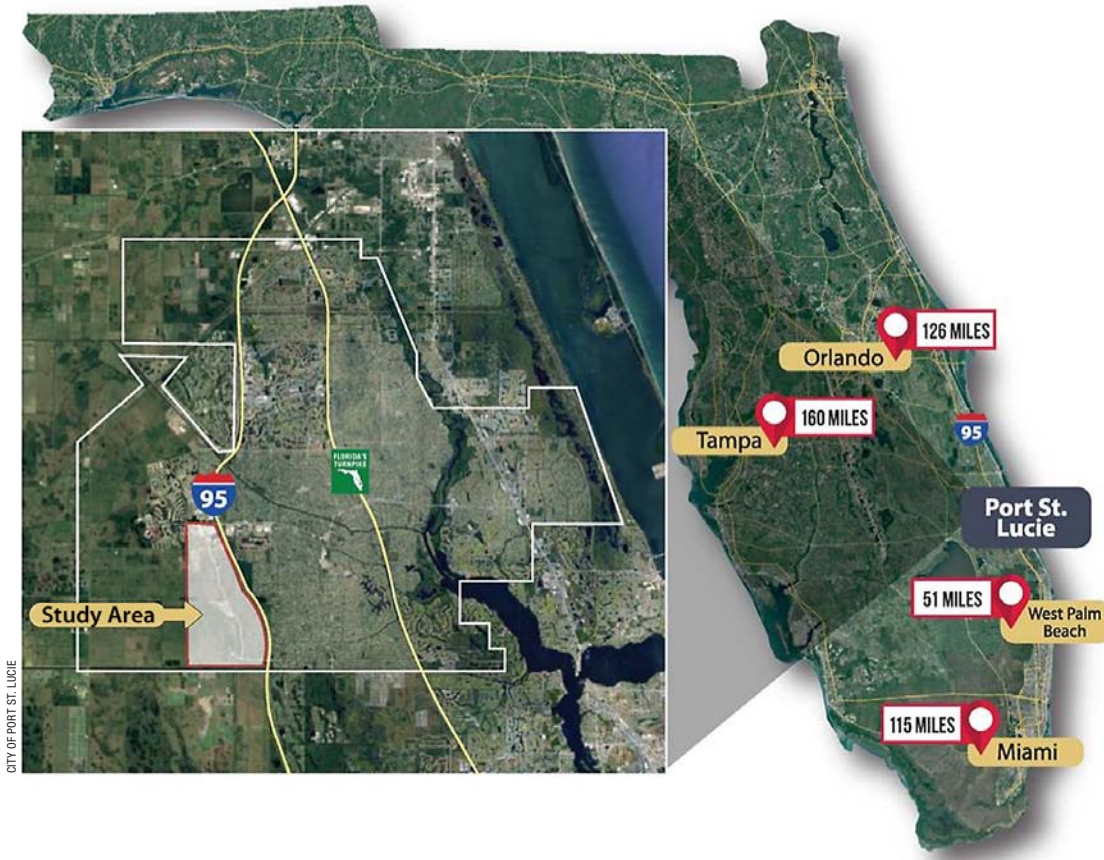 126 MILES
Orlando
160 MILES
Tampa
95
FLORIDA'S
TURNPIKE
95
Port St.
Lucie
51 MILES
West Palm
Beach
Study Area
115 MILES
Miami
CITY OF PORT ST. LUCIE